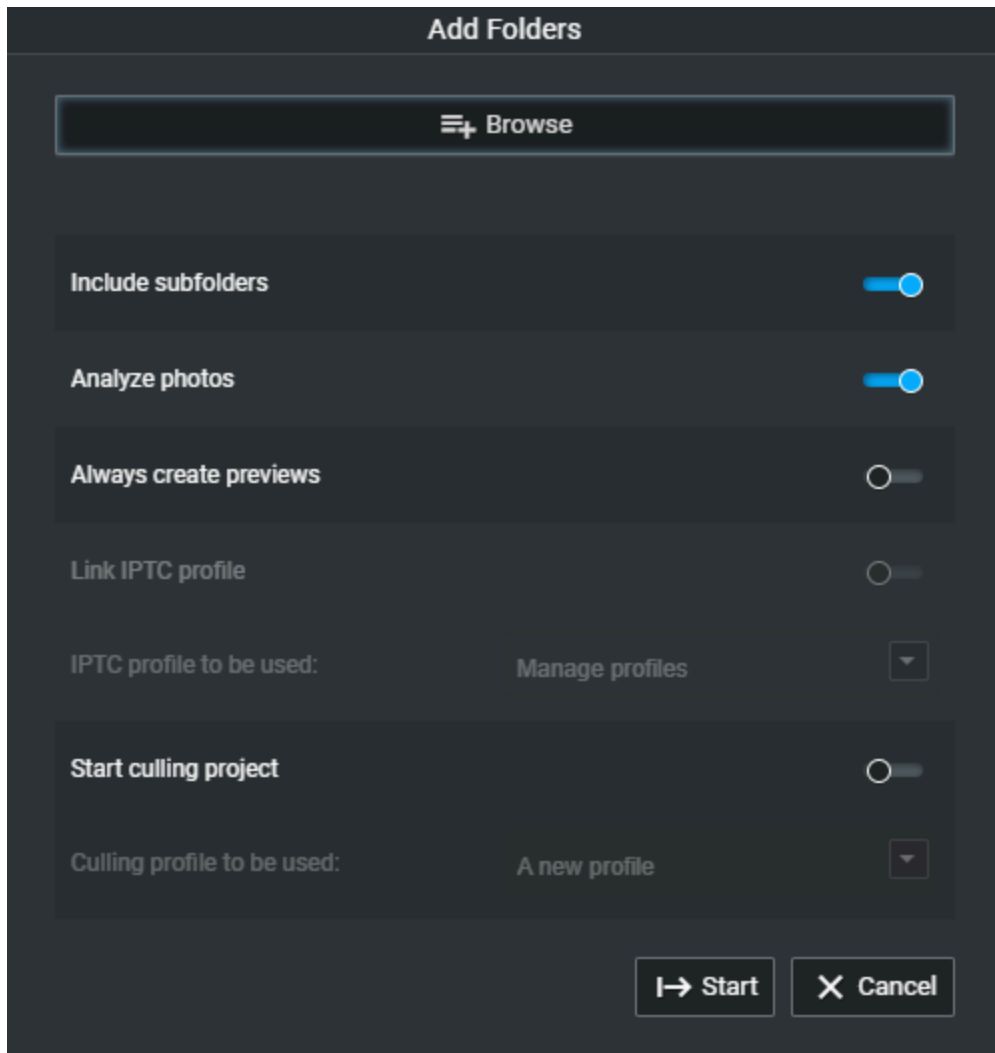 Add Folders
Browse
Include subfolders
Analyze photos
Always create previews
Link IPTC profile
IPTC profile to be used: Manage profiles
Start culling project
Culling profile to be used: A new profile
Start Cancel